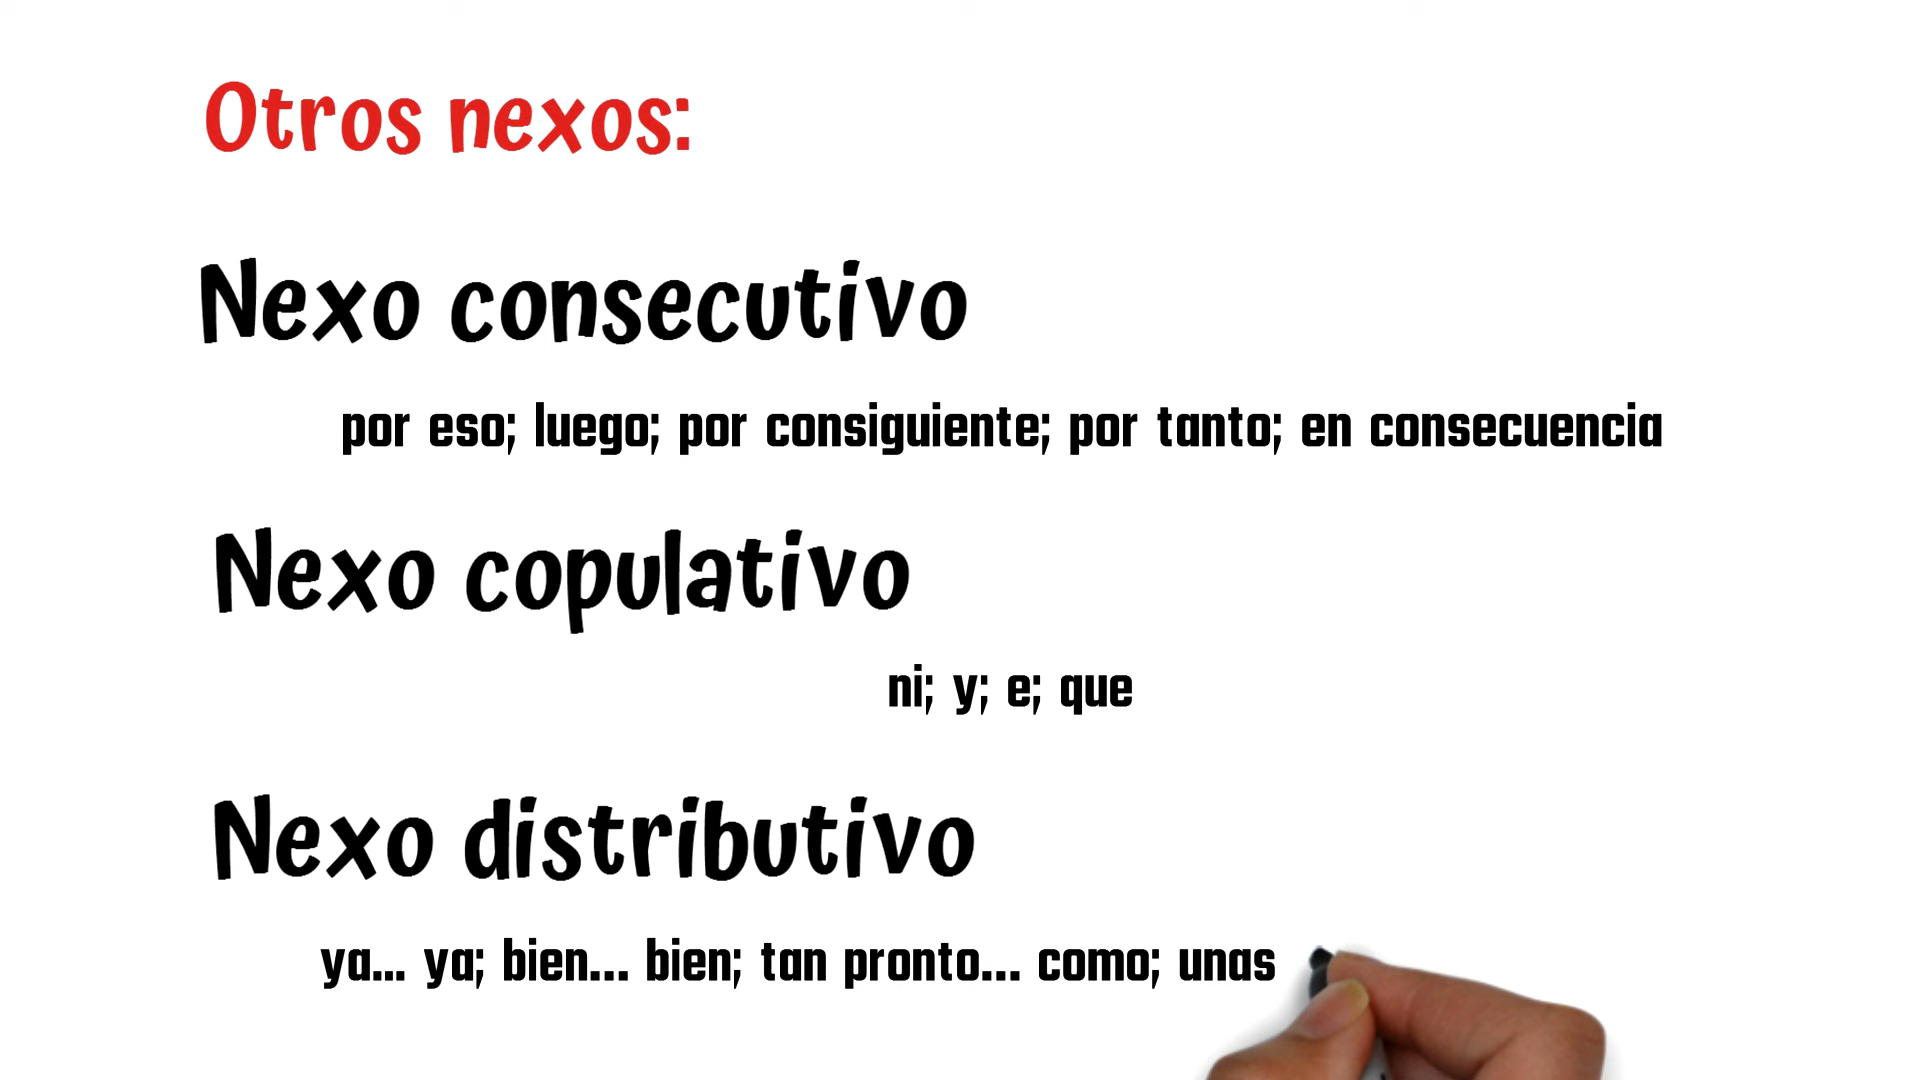 Otros nexos:
Nexo consecutivo
por eso; luego; por consiguiente; por tanto; en consecuencia
Nexo copulativo
ni; y; e; que
Nexo distributivo
ya... ya; bien... bien; tan pronto... como; unas